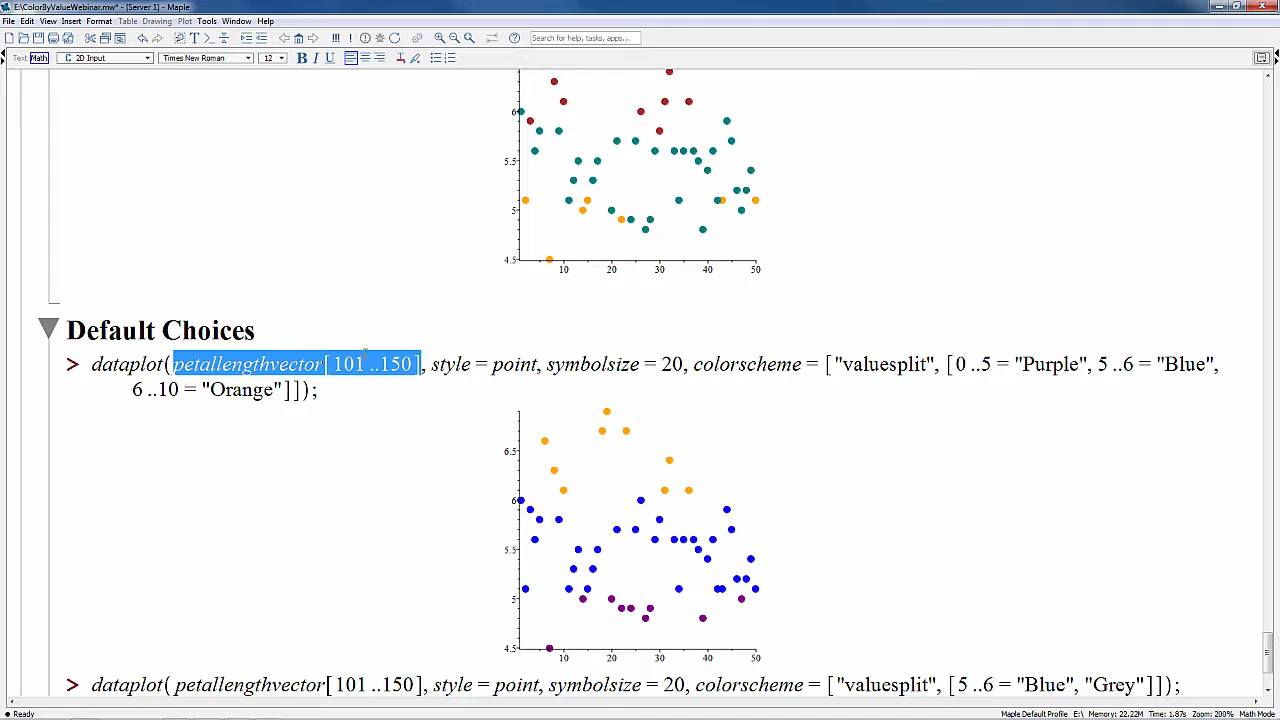 E:\ColorByValueWebinar.mw* - [Server 1] - Maple
File Edit View Insert Format Table Drawing Plot Tools Window Help
Search for help, tasks, apps...
Text Math C 2D Input Times New Roman 12 B I U
6
5.5
5
4.5
10 20 30 40 50
Default Choices
> dataplot(petallengthvector[101..150], style = point, symbolsize = 20, colorscheme = ["valuesplit", [0..5 = "Purple", 5..6 = "Blue",
6..10 = "Orange"]]);
6.5
6
5.5
5
4.5
10 20 30 40 50
> dataplot(petallengthvector[101..150], style = point, symbolsize = 20, colorscheme = ["valuesplit", [5..6 = "Blue", "Grey"]]);
Ready Maple Default Profile E:\ Memory: 22.22M Time: 1.87s Zoom: 200% Math Mode